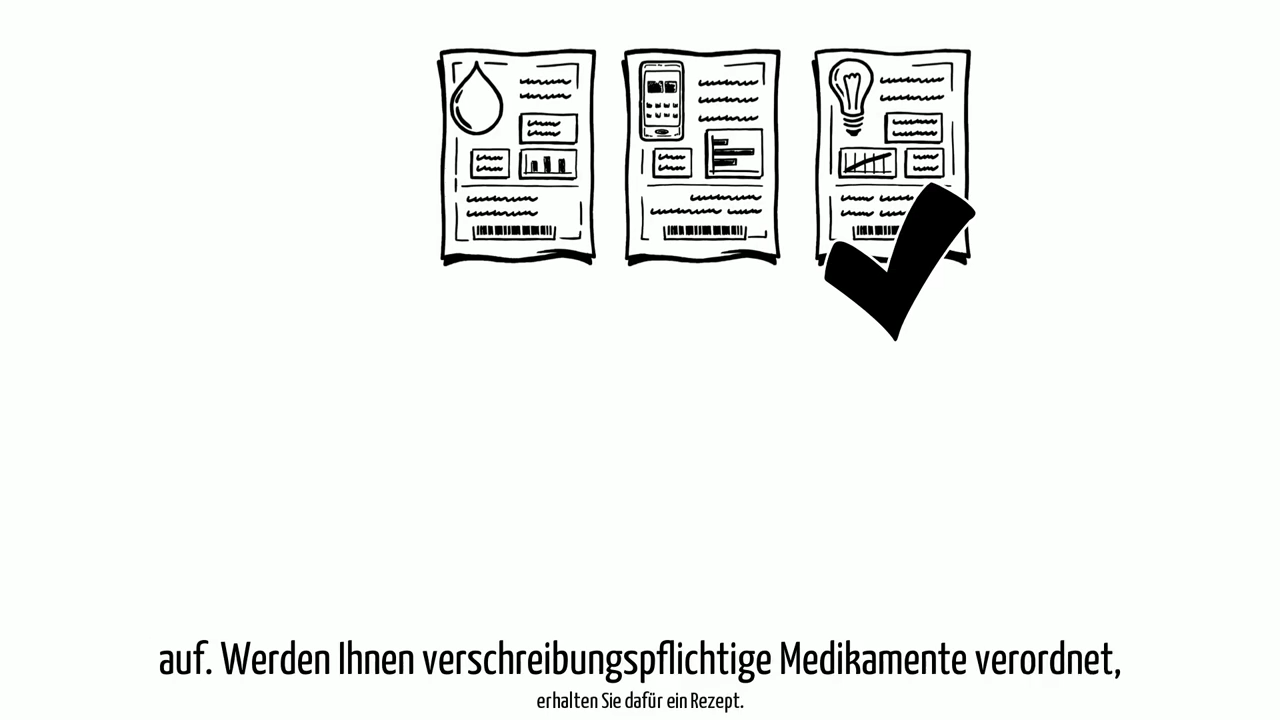 auf. Werden Ihnen verschreibungspflichtige Medikamente verordnet,
erhalten Sie dafür ein Rezept.